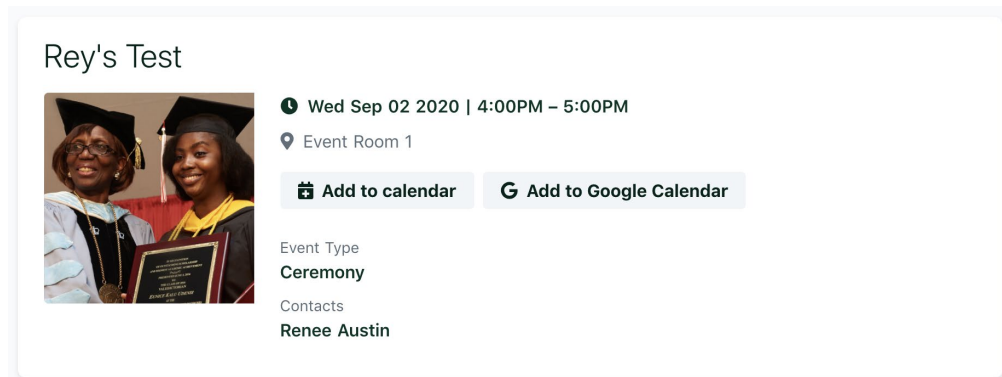 Rey's Test
Wed Sep 02 2020 | 4:00PM – 5:00PM
Event Room 1
Add to calendar
Add to Google Calendar
Event Type
Ceremony
Contacts
Renee Austin